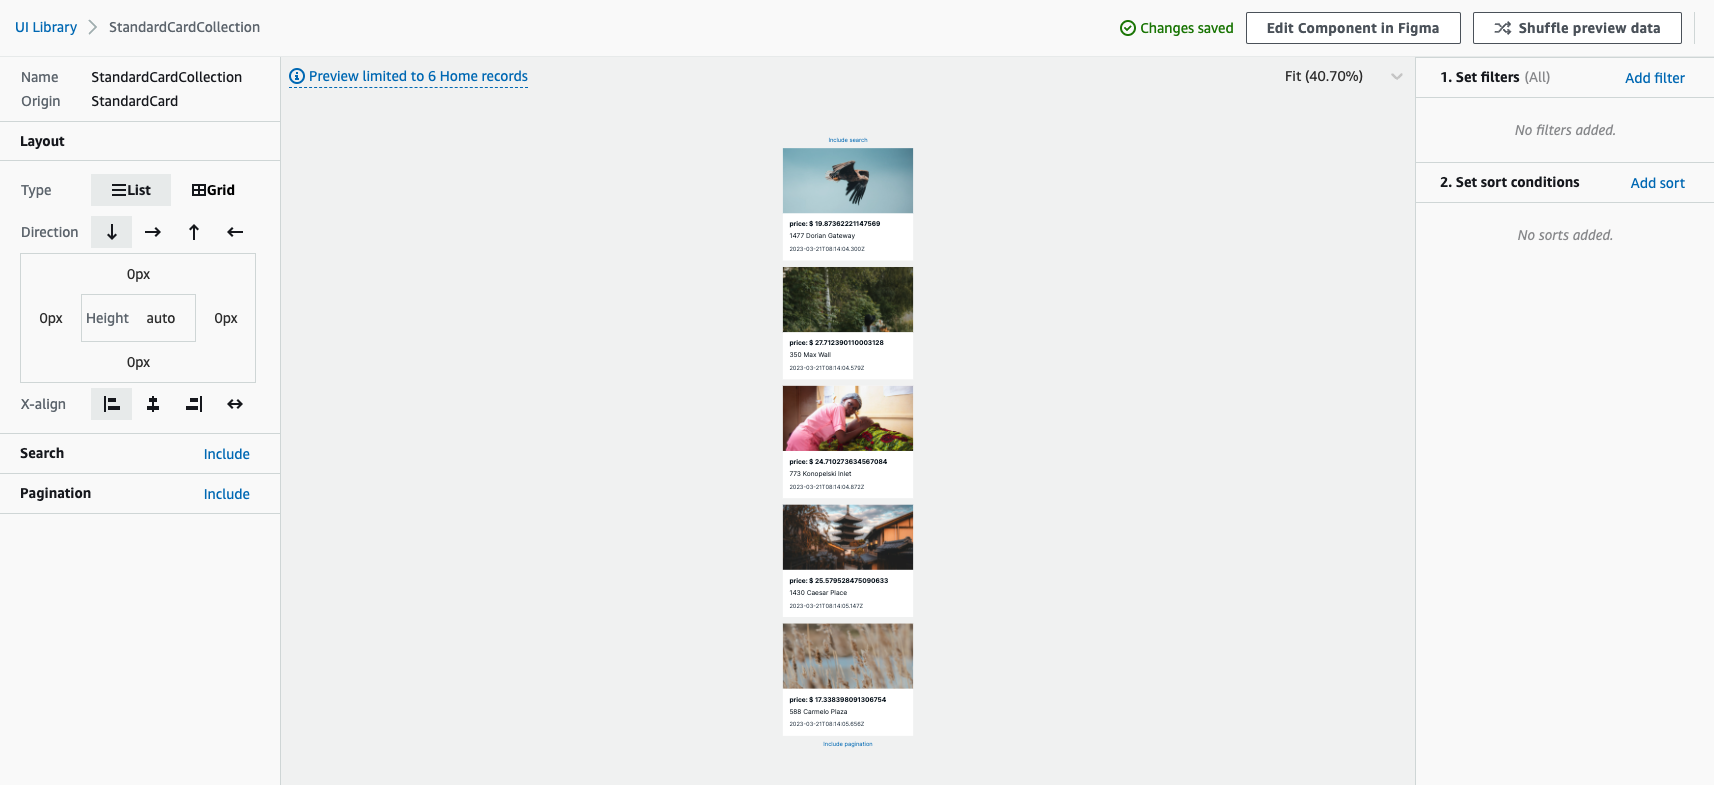 UI Library > StandardCardCollection
Changes saved
Edit Component in Figma
Shuffle preview data
Name StandardCardCollection
Origin StandardCard
Layout
Type List Grid
Direction
0px
0px Height auto 0px
0px
X-align
Search Include
Pagination Include
Preview limited to 6 Home records
Fit (40.70%)
Include search
price: $ 19.87362221147569
1477 Dorian Gateway
2023-03-21T08:14:04.300Z
price: $ 27.712390110003128
350 Max Wall
2023-03-21T08:14:04.579Z
price: $ 24.710273634567084
773 Konopelski Inlet
2023-03-21T08:14:04.872Z
price: $ 25.579528475090633
1430 Caesar Place
2023-03-21T08:14:05.147Z
price: $ 17.338398091306754
588 Carmelo Plaza
2023-03-21T08:14:05.656Z
Include pagination
1. Set filters (All) Add filter
No filters added.
2. Set sort conditions Add sort
No sorts added.